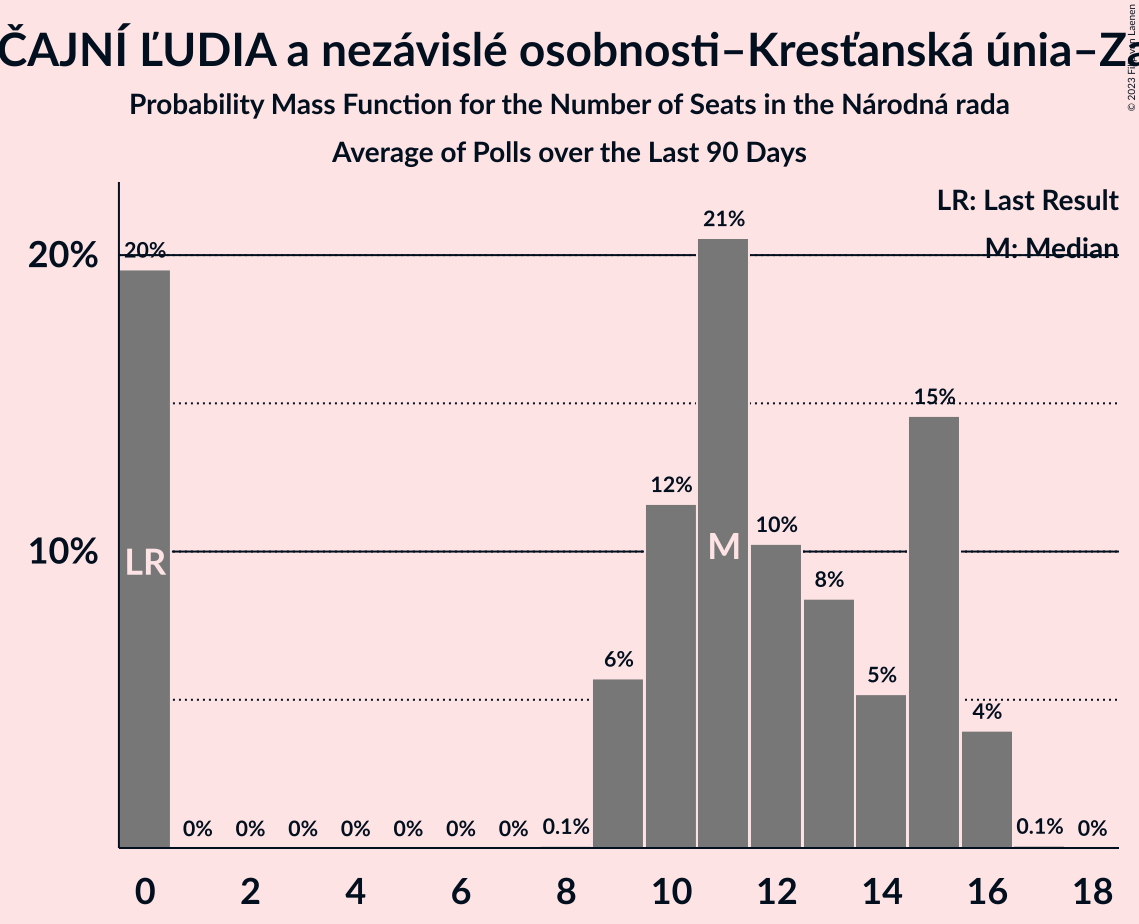 ČAJNÍ ĽUDIA a nezávislé osobnosti–Kresťanská únia–Za
Probability Mass Function for the Number of Seats in the Národná rada
Average of Polls over the Last 90 Days
© 2023 Filip van Laenen
LR: Last Result
M: Median
20%
10%
20%
0%
0%
0%
0%
0%
0%
0%
0.1%
6%
12%
21%
10%
8%
5%
15%
4%
0.1%
0%
LR
M
0 2 4 6 8 10 12 14 16 18